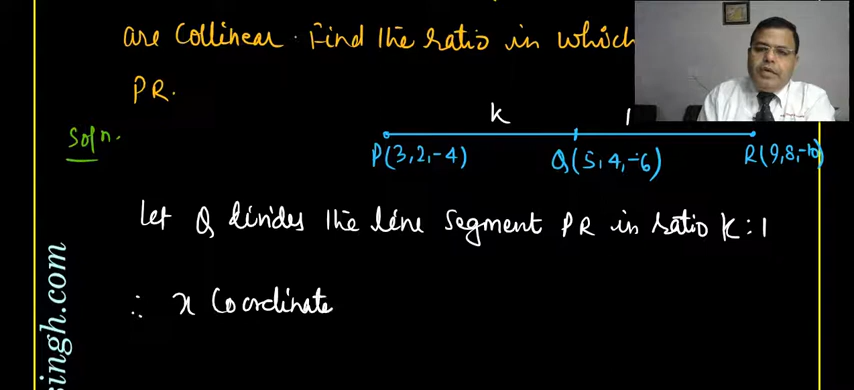 are Collinear. Find the ratio in which
PR.
Soln.
k 1
P(3,2,-4) Q(5,4,-6) R(9,8,-10)
Let Q divides the line segment PR in ratio k:1
∴ x Coordinate
singh.com